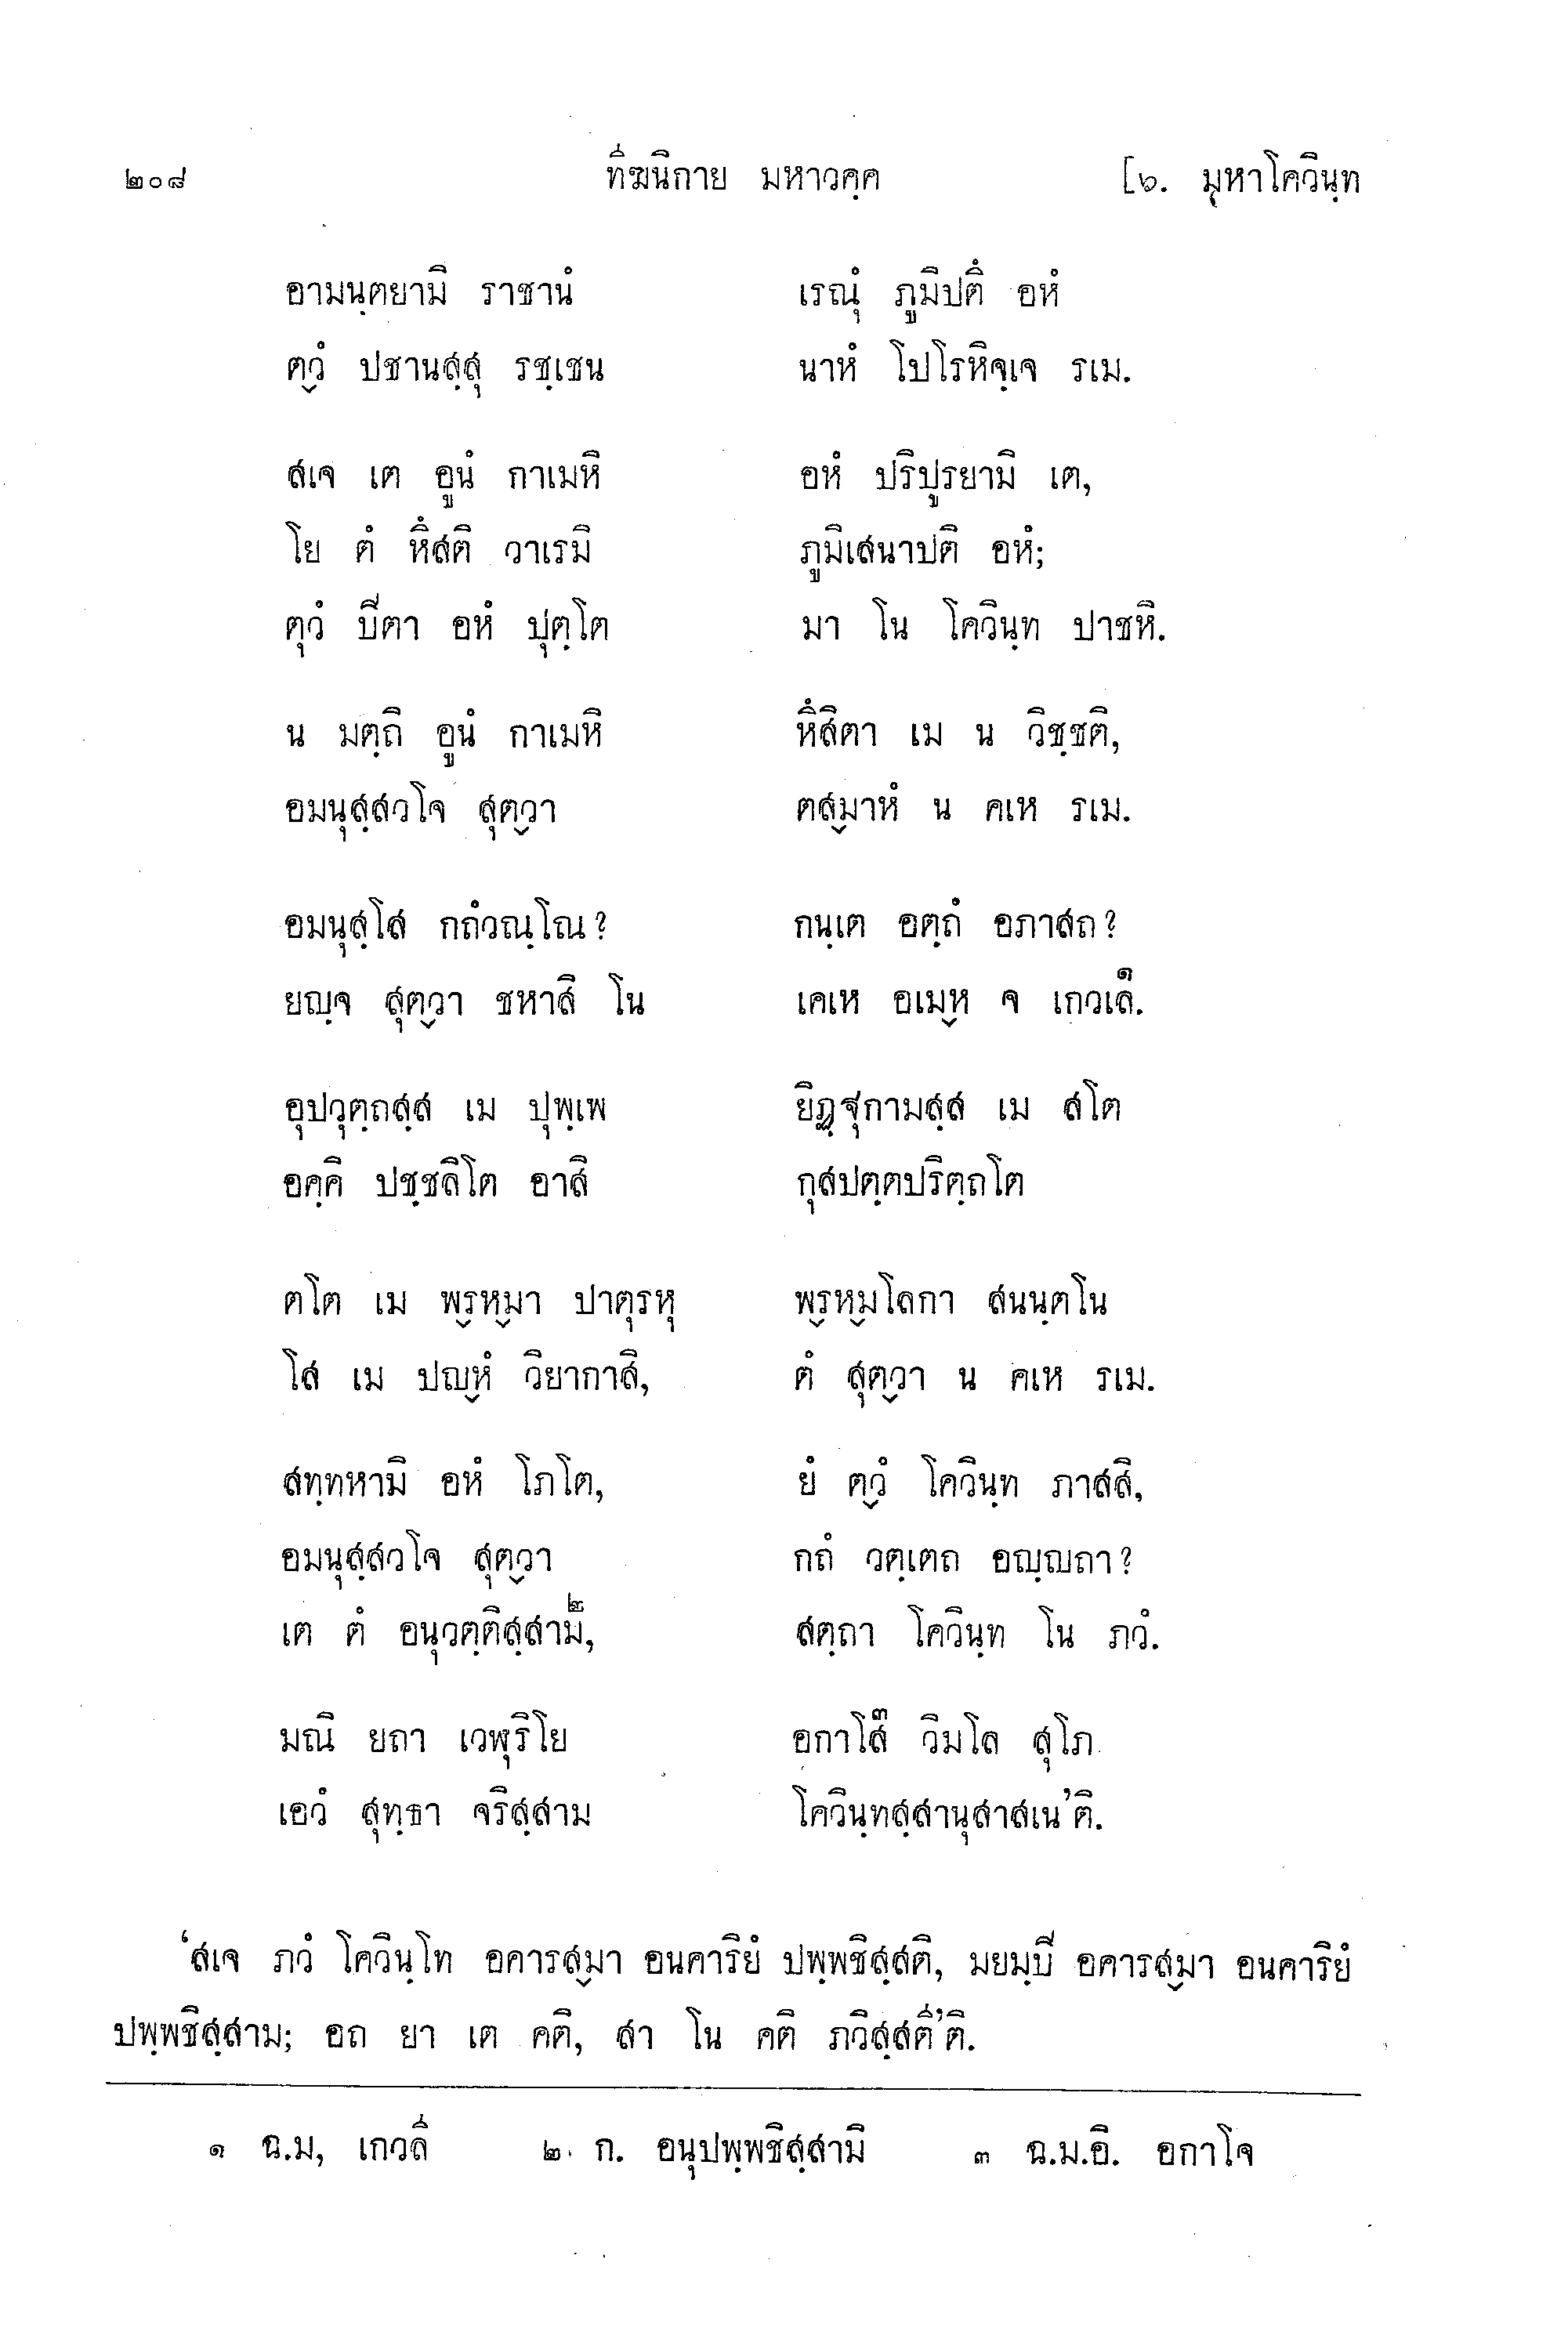 ๒๐๘ ทีฆนิกาย มหาวคฺค [๖. มหาโควินฺท
อามนฺตยามิ ราชานํ เรณุํ ภูมิปตึ อหํ
ตฺวํ ปชานสฺสุ รชฺเชน นาหํ โปโรหิจฺเจ รเม.
สเจ เต อูนํ กาเมหิ อหํ ปริปูรยามิ เต,
โย ตํ หึสติ วาเรมิ ภูมิเสนาปติ อหํ;
ตุวํ ปิตา อหํ ปุตฺโต มา โน โควินฺท ปาชหิ.
น มตฺถิ อูนํ กาเมหิ หึสิตา เม น วิชฺชติ,
อมนุสฺสวโจ สุตฺวา ตสฺมาหํ น คเห รเม.
อมนุสฺโส กถํวณฺโณ? กนฺเต อตฺถํ อภาสถ?
ยญฺจ สุตฺวา ชหาสิ โน เคเห อเมฺห จ เกวเล๑.
อุปวุตฺถสฺส เม ปุพฺเพ ยิฏฺฐุกามสฺส เม สโต
อคฺคิ ปชฺชลิโต อาสิ กุสปตฺตปริตฺถโต
ตโต เม พฺรหฺมา ปาตุรหุ พฺรหฺมโลกา สนนฺตโน
โส เม ปญฺหํ วิยากาสิ, ตํ สุตฺวา น คเห รเม.
สทฺทหามิ อหํ โภโต, ยํ ตฺวํ โควินฺท ภาสสิ,
อมนุสฺสวโจ สุตฺวา กถํ วตฺเตถ อญฺญถา?
เต ตํ อนุวตฺติสฺสาม๒, สตฺถา โควินฺท โน ภวํ.
มณิ ยถา เวฬุริโย อกาโส๓ วิมโล สุโภ
เอวํ สุทฺธา จริสฺสาม โควินฺทสฺสานุสาสเน’ติ.
‘สเจ ภวํ โควินฺโท อคารสฺมา อนคาริยํ ปพฺพชิสฺสติ, มยมฺปิ อคารสฺมา อนคาริยํ
ปพฺพชิสฺสาม; อถ ยา เต คติ, สา โน คติ ภวิสฺสตี’ติ.
๑ ฉ.ม, เกวลี ๒ ก. อนุปพฺพชิสฺสามิ ๓ ฉ.ม.อิ. อกาโจ